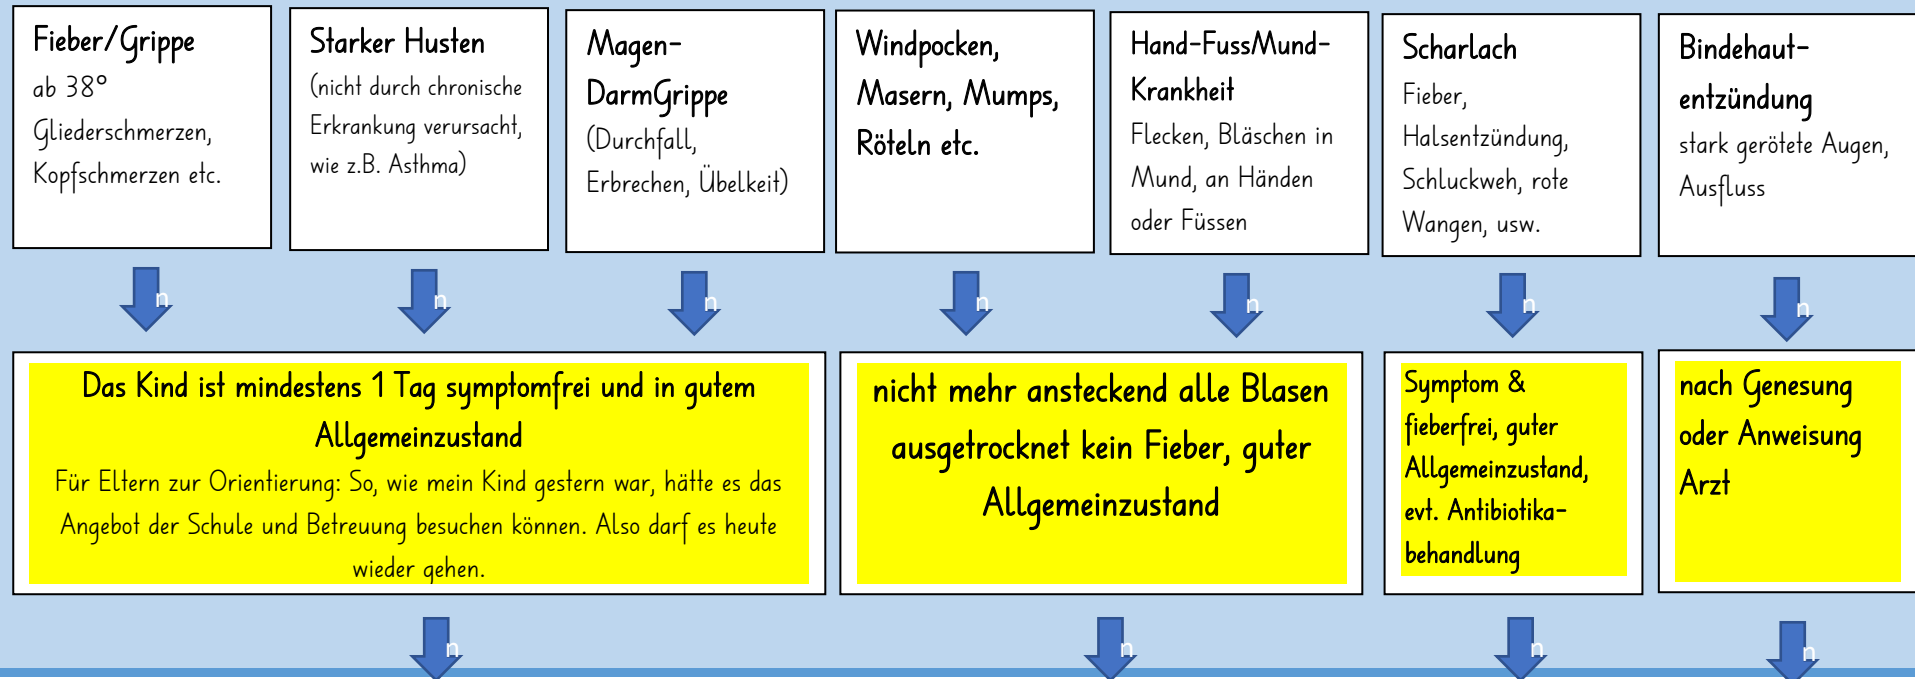 Fieber/Grippe
ab 38°
Gliederschmerzen,
Kopfschmerzen etc.
Starker Husten
(nicht durch chronische
Erkrankung verursacht,
wie z.B. Asthma)
Magen-
DarmGrippe
(Durchfall,
Erbrechen, Übelkeit)
Windpocken,
Masern, Mumps,
Röteln etc.
Hand-FussMund-
Krankheit
Flecken, Bläschen in
Mund, an Händen
oder Füssen
Scharlach
Fieber,
Halsentzündung,
Schluckweh, rote
Wangen, usw.
Bindehaut-
entzündung
stark gerötete Augen,
Ausfluss
n
n
n
n
n
n
n
Das Kind ist mindestens 1 Tag symptomfrei und in gutem
Allgemeinzustand
Für Eltern zur Orientierung: So, wie mein Kind gestern war, hätte es das
Angebot der Schule und Betreuung besuchen können. Also darf es heute
wieder gehen.
nicht mehr ansteckend alle Blasen
ausgetrocknet kein Fieber, guter
Allgemeinzustand
Symptom &
fieberfrei, guter
Allgemeinzustand,
evt. Antibiotika-
behandlung
nach Genesung
oder Anweisung
Arzt
n
n
n
n